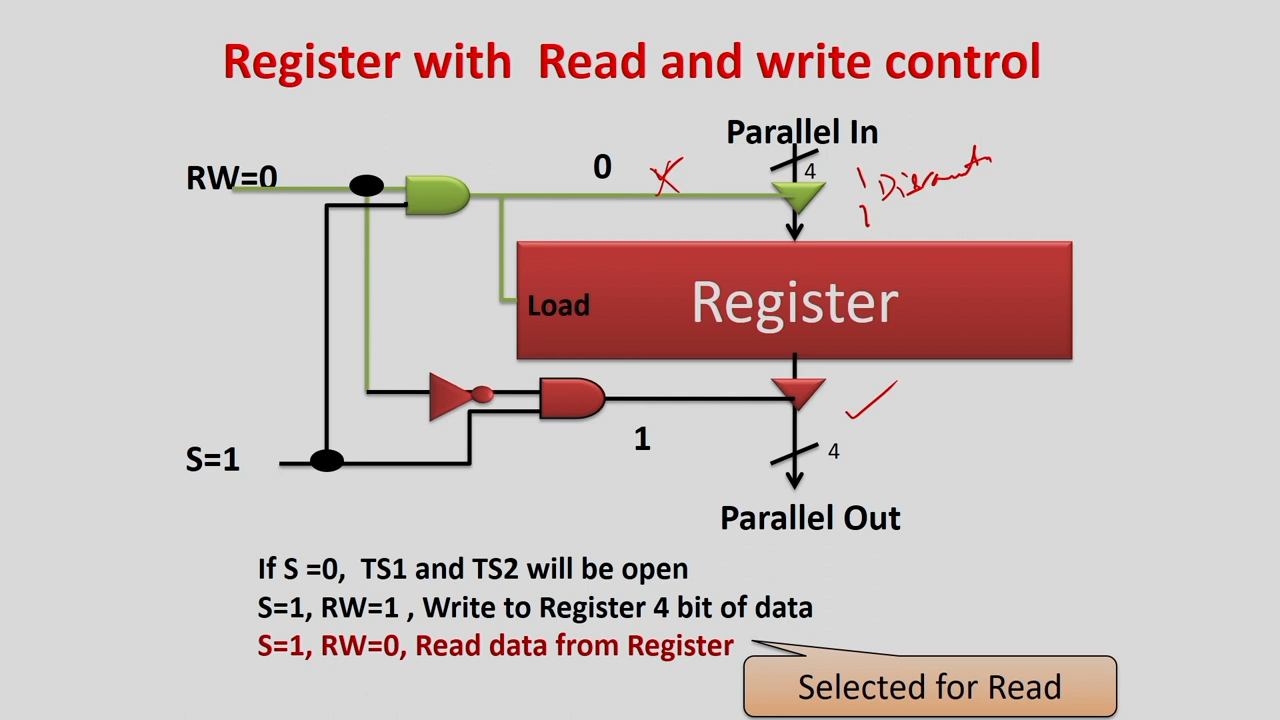 Register with Read and write control
Parallel In
RW=0
0
4
Load
Register
1
S=1
4
Parallel Out
If S =0, TS1 and TS2 will be open
S=1, RW=1 , Write to Register 4 bit of data
S=1, RW=0, Read data from Register
Selected for Read